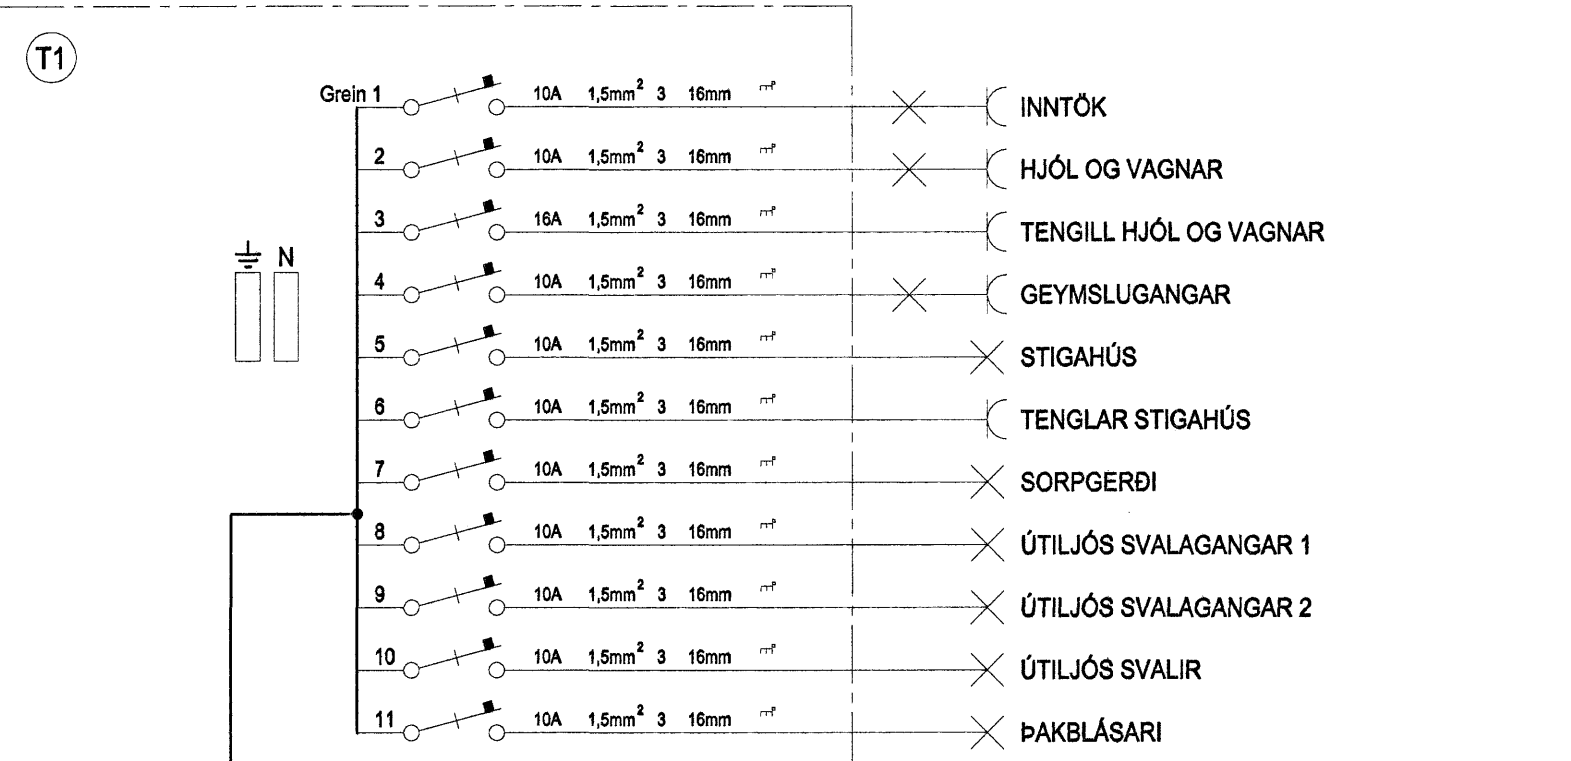 T1
Grein 1 10A 1,5mm² 3 16mm INNTÖK
2 10A 1,5mm² 3 16mm HJÓL OG VAGNAR
3 16A 1,5mm² 3 16mm TENGILL HJÓL OG VAGNAR
N
4 10A 1,5mm² 3 16mm GEYMSLUGANGAR
5 10A 1,5mm² 3 16mm STIGAHÚS
6 10A 1,5mm² 3 16mm TENGLAR STIGAHÚS
7 10A 1,5mm² 3 16mm SORPGERÐI
8 10A 1,5mm² 3 16mm ÚTILJÓS SVALAGANGAR 1
9 10A 1,5mm² 3 16mm ÚTILJÓS SVALAGANGAR 2
10 10A 1,5mm² 3 16mm ÚTILJÓS SVALIR
11 10A 1,5mm² 3 16mm ÞAKBLÁSARI